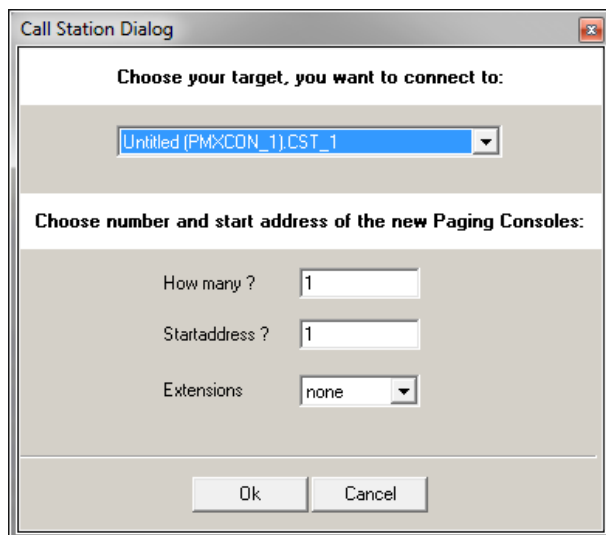 Call Station Dialog
Choose your target, you want to connect to:
Untitled (PMXCON_1).CST_1
Choose number and start address of the new Paging Consoles:
How many ? 1
Startaddress ? 1
Extensions none
Ok Cancel